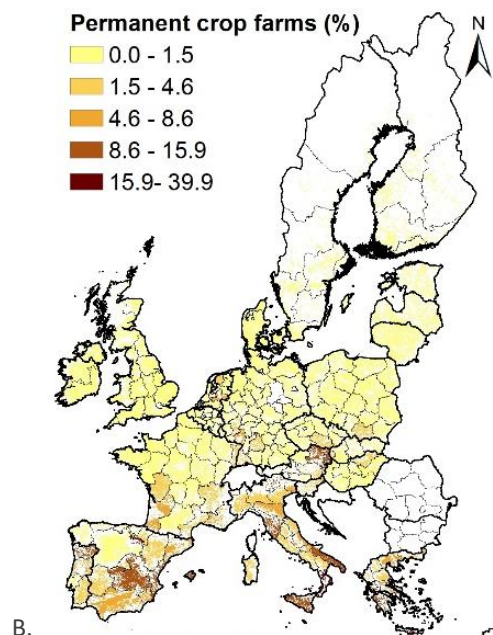 Permanent crop farms (%)
N
0.0 - 1.5
1.5 - 4.6
4.6 - 8.6
8.6 - 15.9
15.9- 39.9
B.